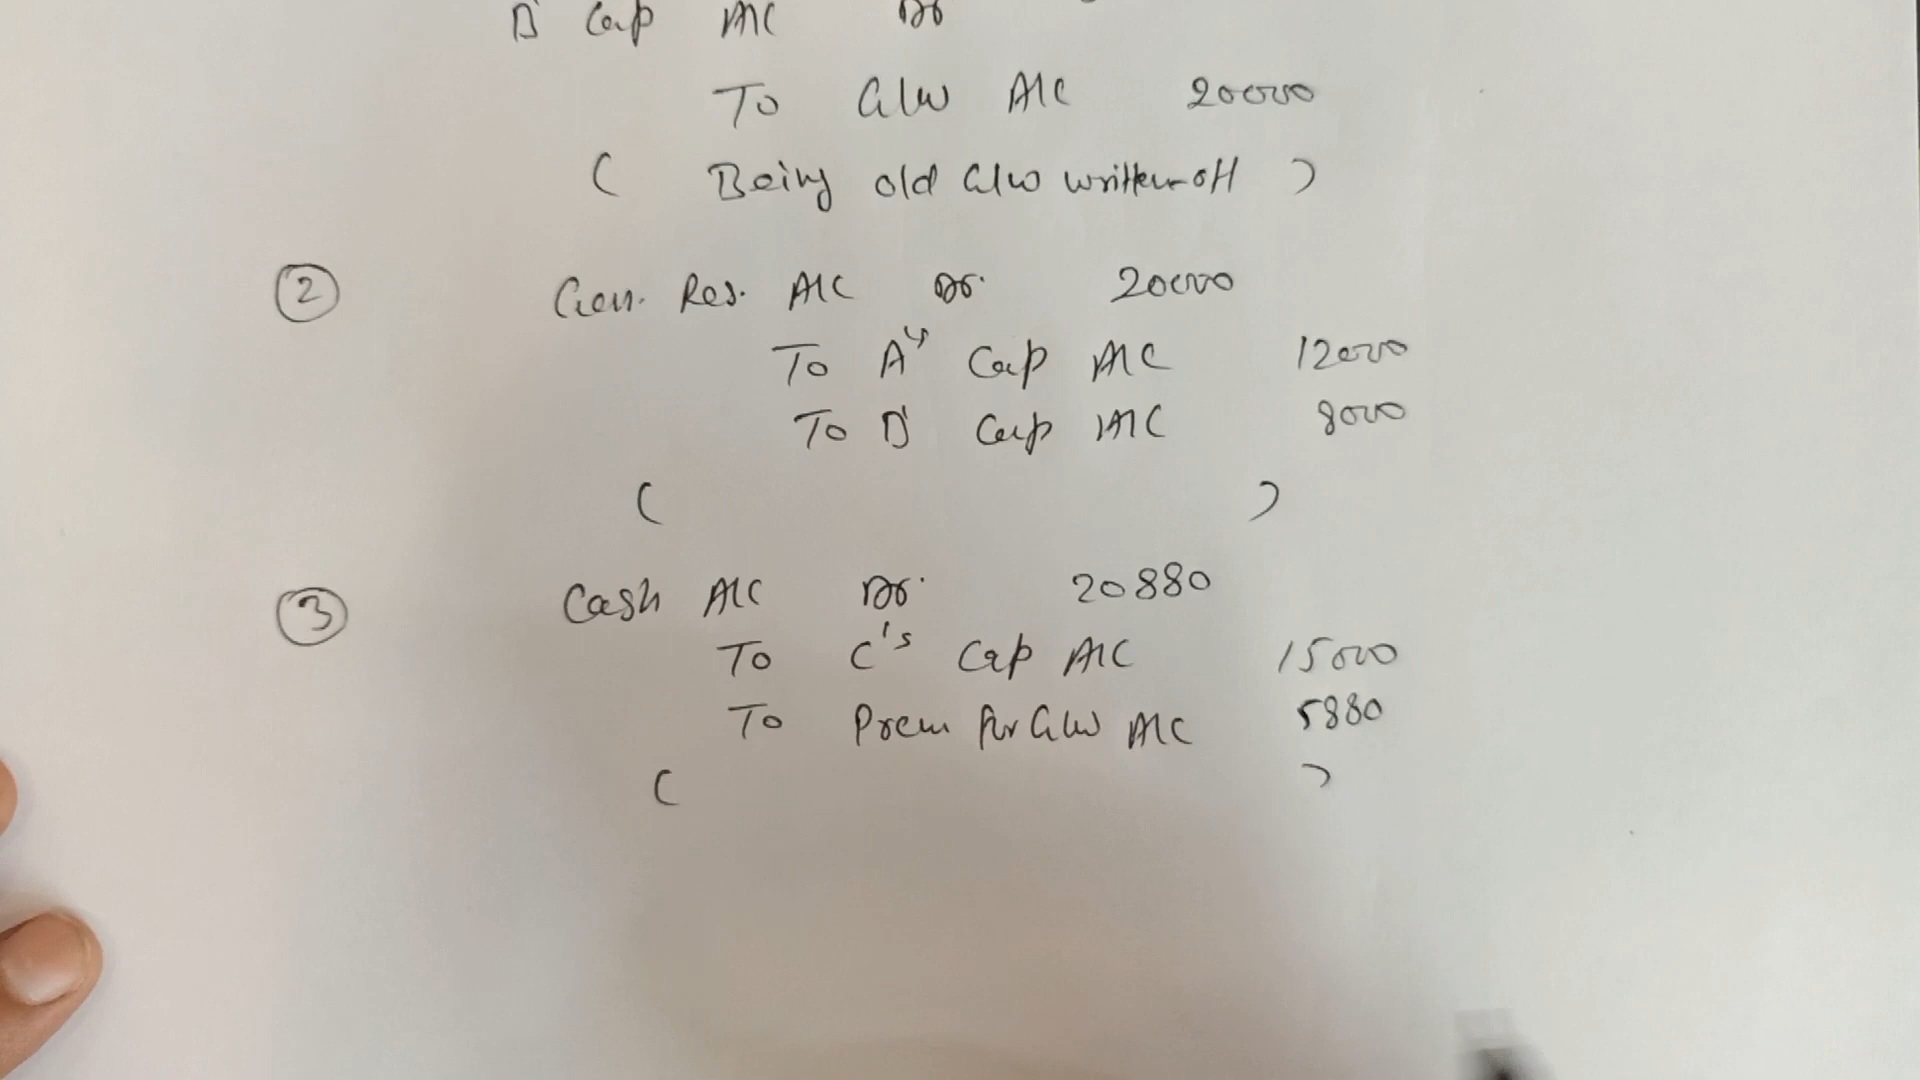 B Cap A/C Dr
To G/w A/C 20000
( Being old G/w written off )
2 Gen. Res. A/C Dr. 20000
To A's Cap A/C 12000
To B' Cap A/C 8000
( )
3 Cash A/C Dr. 20880
To C's Cap A/C 15000
To Prem for G/w A/C 5880
( )